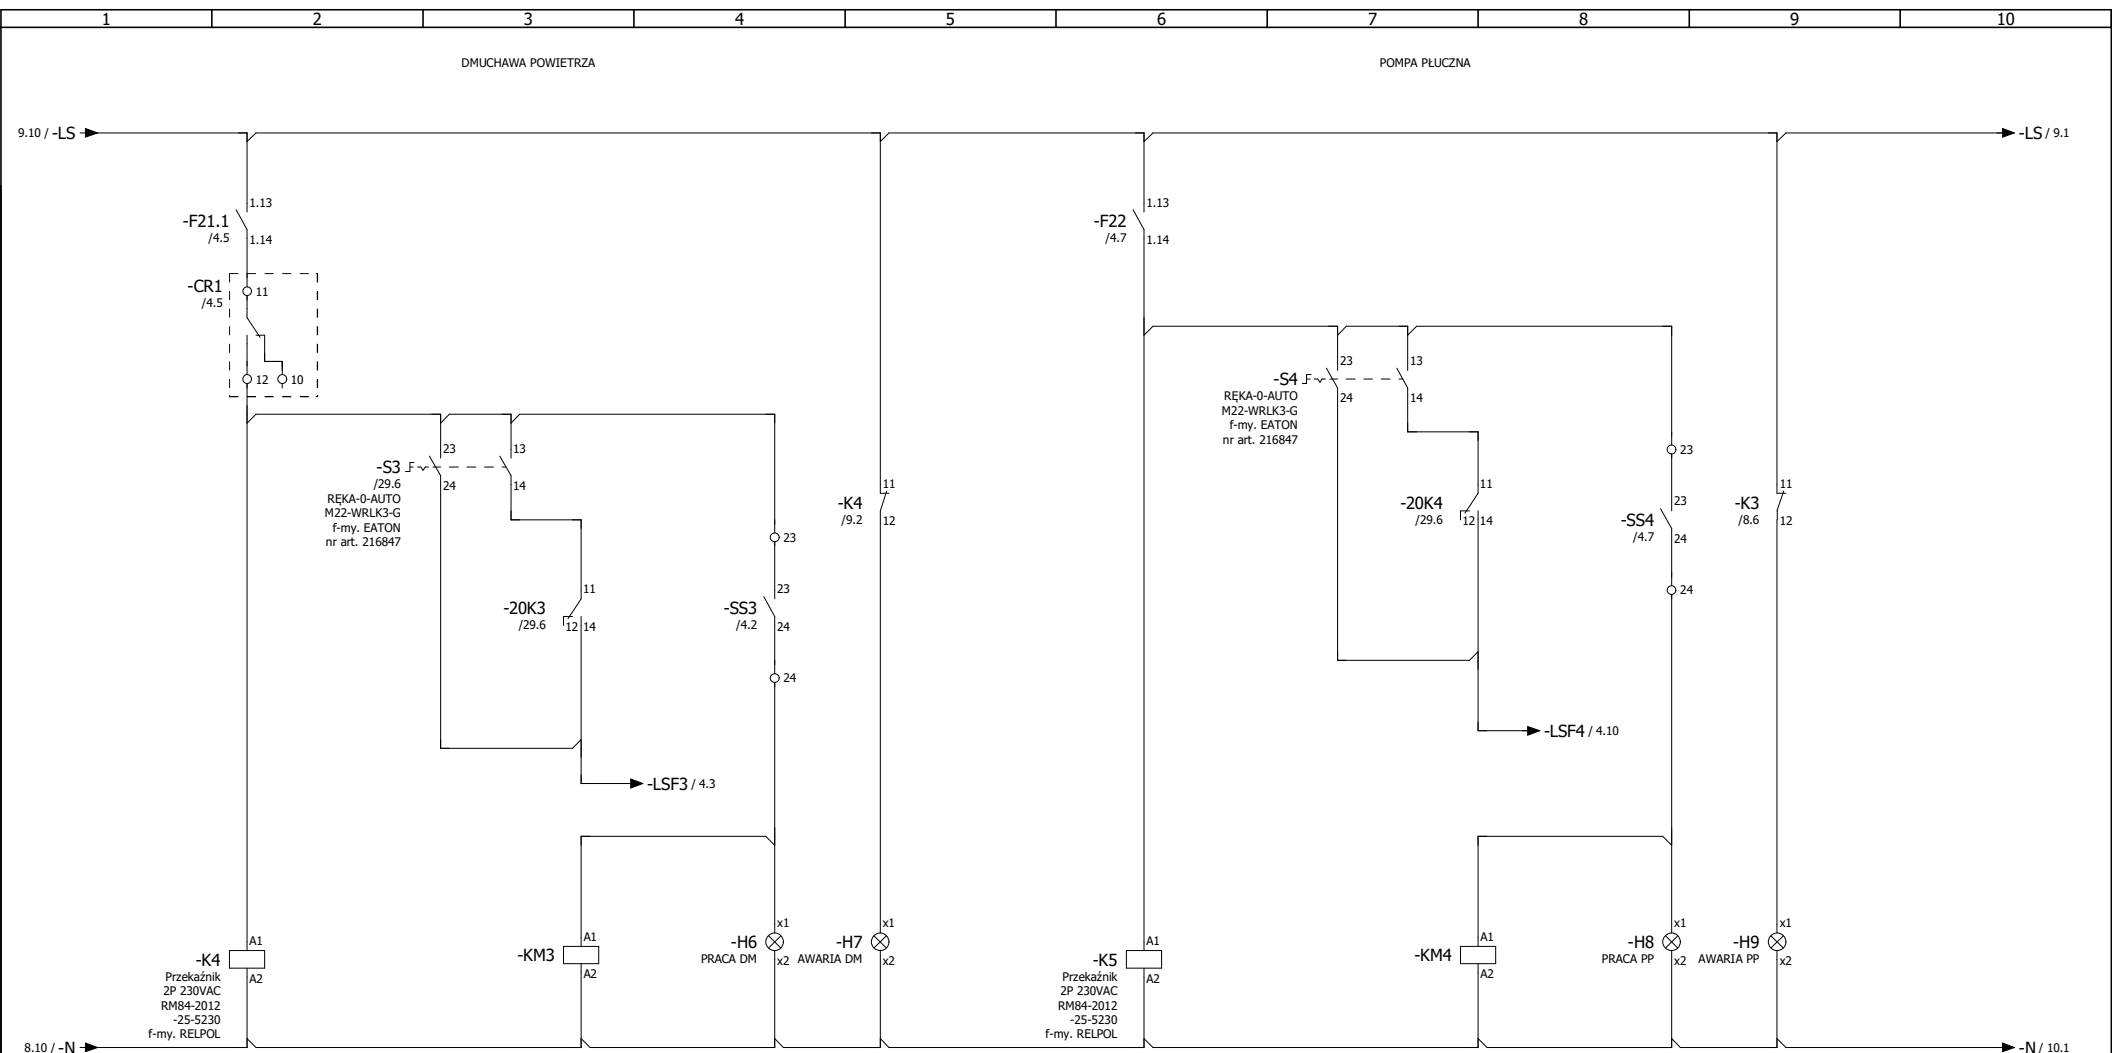 1 2 3 4 5 6 7 8 9 10
DMUCHAWA POWIETRZA
POMPA PŁUCZNA
9.10 / -LS
-LS / 9.1
1.13
-F21.1
/4.5
1.14
-CR1
/4.5
11
12
10
23
13
-S3
/29.6
24
14
RĘKA-0-AUTO
M22-WRLK3-G
f-my. EATON
nr art. 216847
11
-20K3
/29.6
12 14
-LSF3 / 4.3
23
23
-SS3
/4.2
24
24
11
-K4
/9.2
12
A1
-K4
A2
Przekaźnik
2P 230VAC
RM84-2012
-25-5230
f-my. RELPOL
A1
-KM3
A2
x1
-H6
PRACA DM
x2
x1
-H7
AWARIA DM
x2
1.13
-F22
/4.7
1.14
23
13
-S4
24
14
RĘKA-0-AUTO
M22-WRLK3-G
f-my. EATON
nr art. 216847
11
-20K4
/29.6
12 14
-LSF4 / 4.10
23
23
-SS4
/4.7
24
24
11
-K3
/8.6
12
A1
-K5
A2
Przekaźnik
2P 230VAC
RM84-2012
-25-5230
f-my. RELPOL
A1
-KM4
A2
x1
-H8
PRACA PP
x2
x1
-H9
AWARIA PP
x2
8.10 / -N
-N / 10.1